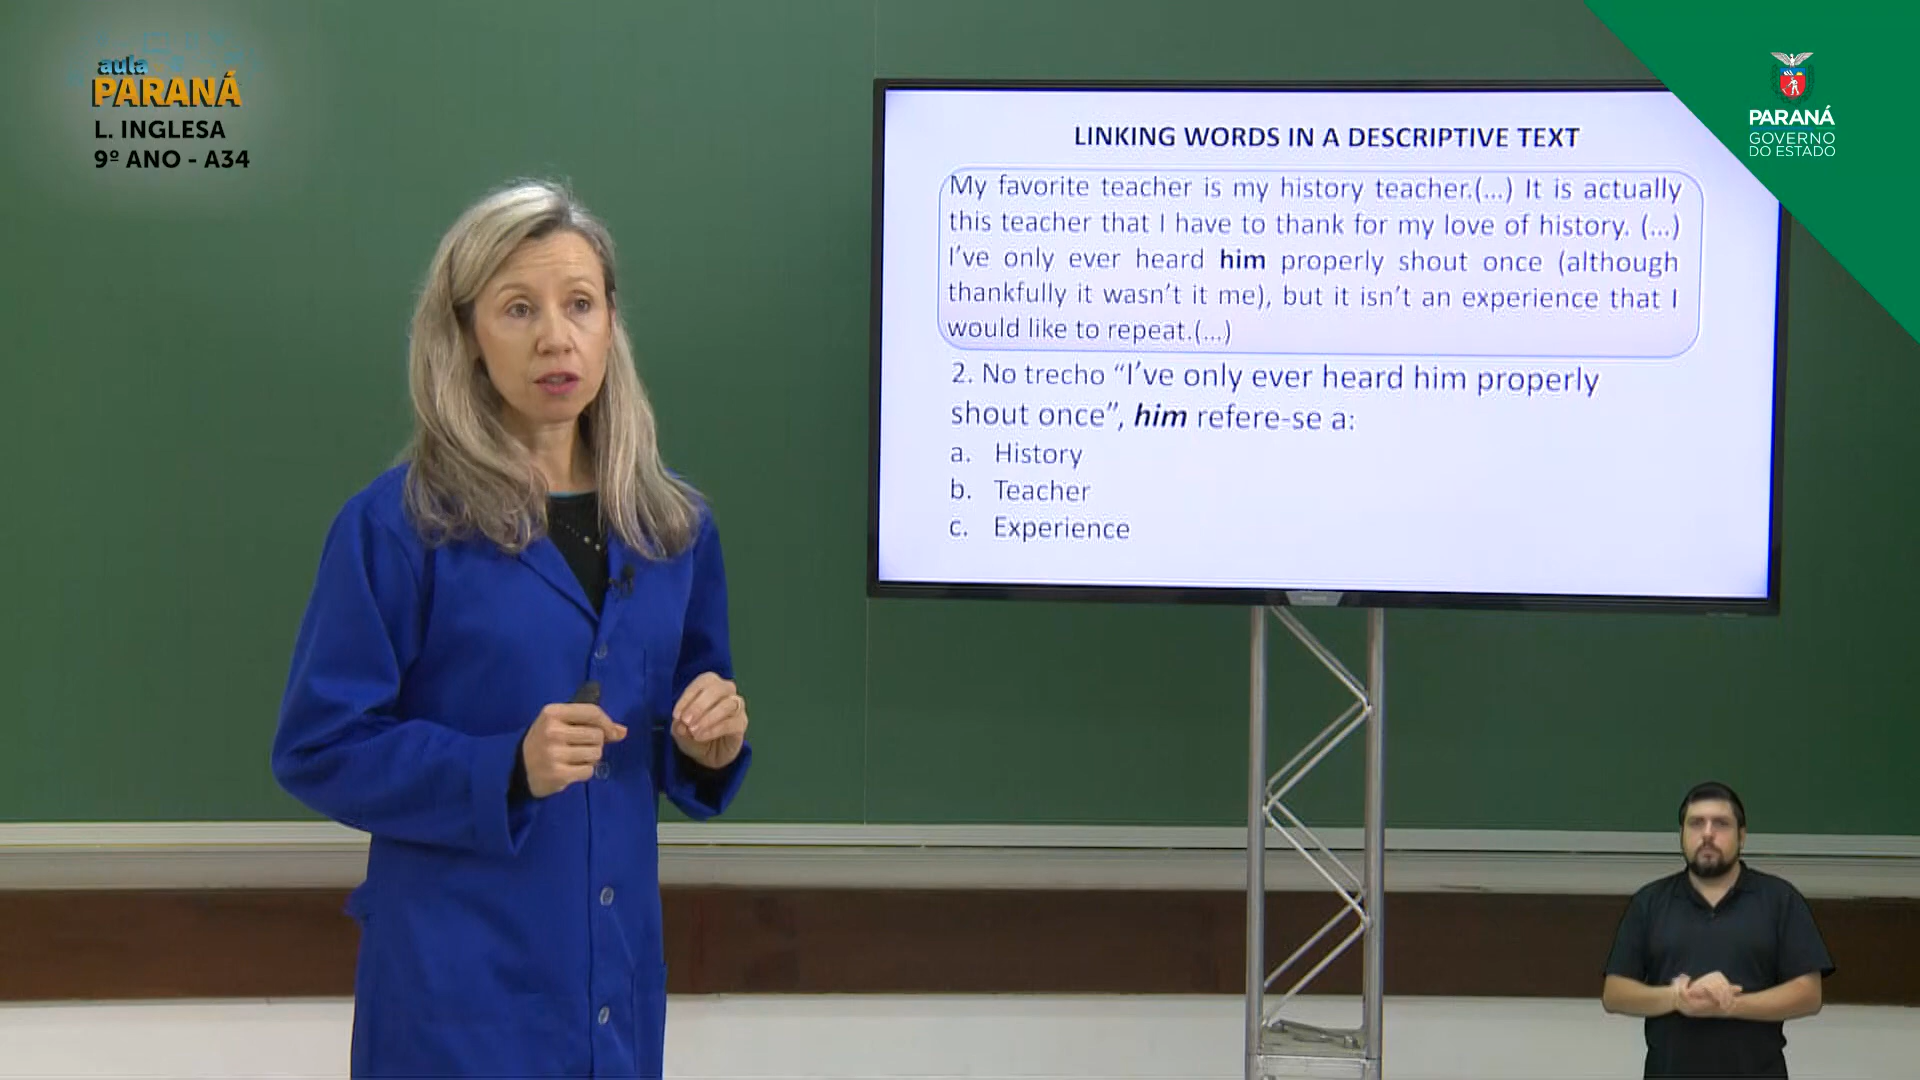 aula
PARANÁ
L. INGLESA
9º ANO - A34
PARANÁ
GOVERNO
DO ESTADO
LINKING WORDS IN A DESCRIPTIVE TEXT
My favorite teacher is my history teacher.(...) It is actually
this teacher that I have to thank for my love of history. (...)
I've only ever heard him properly shout once (although
thankfully it wasn't it me), but it isn't an experience that I
would like to repeat.(...)
2. No trecho “I've only ever heard him properly
shout once”, him refere-se a:
a. History
b. Teacher
c. Experience